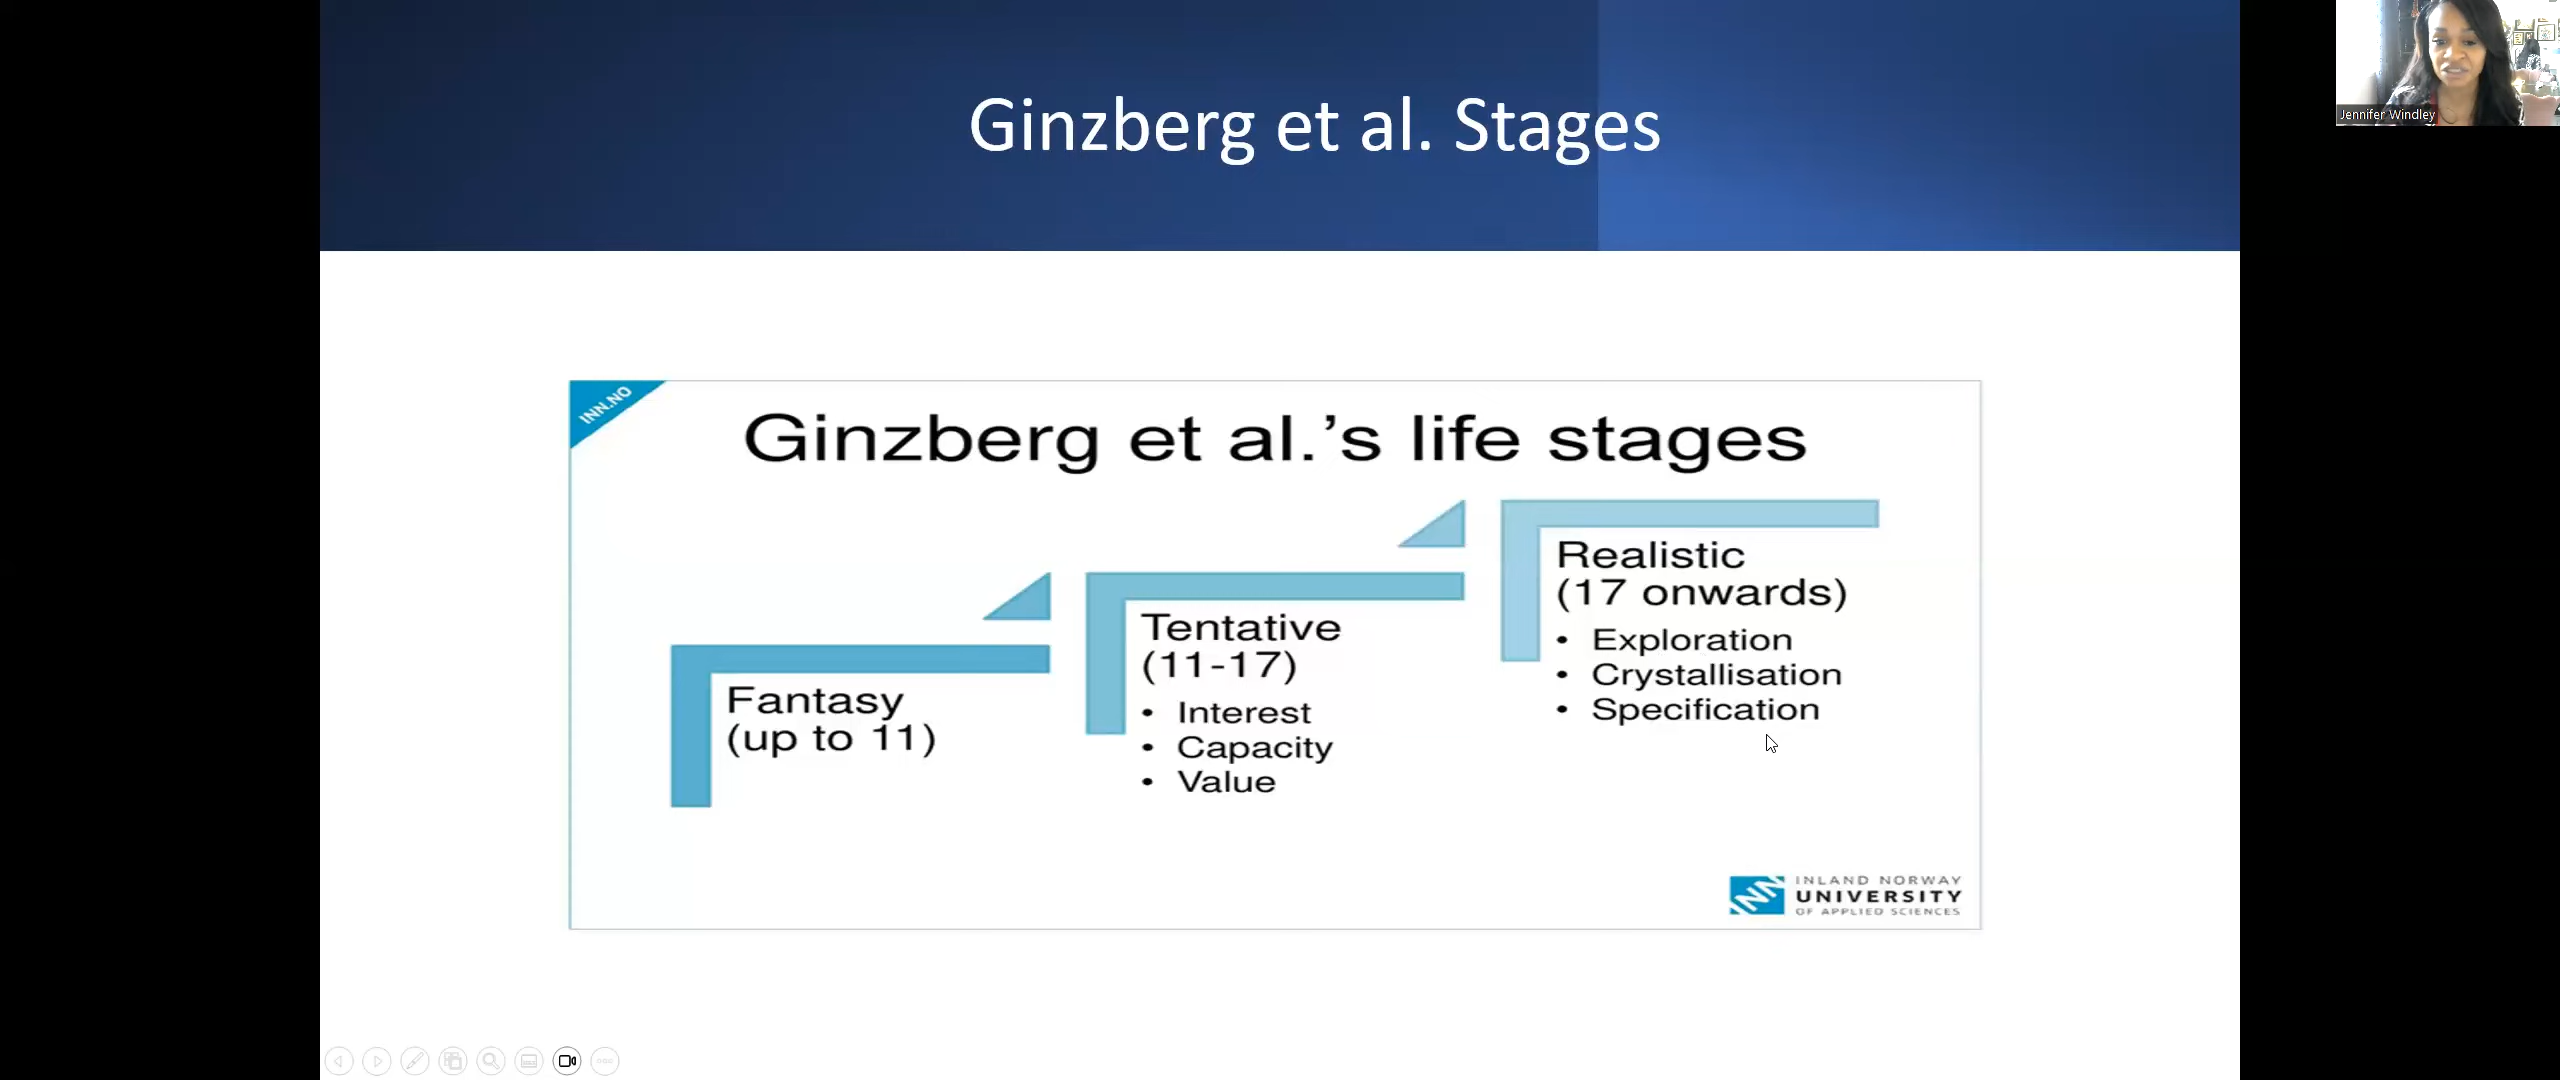 Ginzberg et al. Stages
Jennifer Windley
INN.NO
Ginzberg et al.’s life stages
Fantasy
(up to 11)
Tentative
(11-17)
• Interest
• Capacity
• Value
Realistic
(17 onwards)
• Exploration
• Crystallisation
• Specification
INN
INLAND NORWAY
UNIVERSITY
OF APPLIED SCIENCES